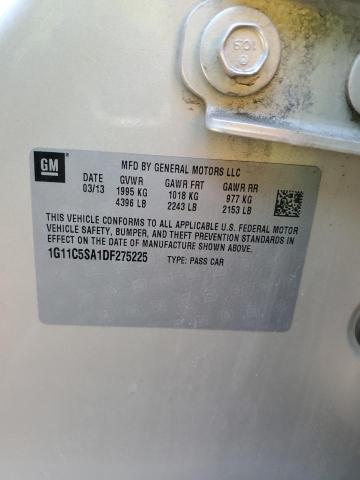 10.9
GM
MFD BY GENERAL MOTORS LLC
DATE GVWR GAWR FRT GAWR RR
03/13 1995 KG 1018 KG 977 KG
4396 LB 2243 LB 2153 LB
THIS VEHICLE CONFORMS TO ALL APPLICABLE U.S. FEDERAL MOTOR
VEHICLE SAFETY, BUMPER, AND THEFT PREVENTION STANDARDS IN
EFFECT ON THE DATE OF MANUFACTURE SHOWN ABOVE.
1G11C5SA1DF275225 TYPE: PASS CAR